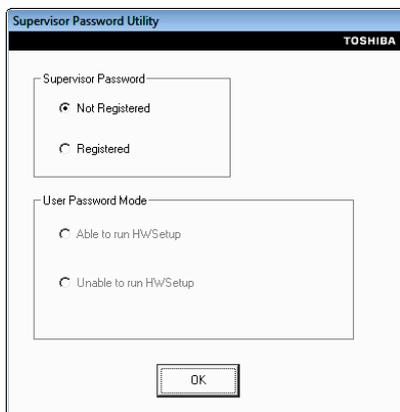 Supervisor Password Utility
TOSHIBA
Supervisor Password
Not Registered
Registered
User Password Mode
Able to run HWSetup
Unable to run HWSetup
OK